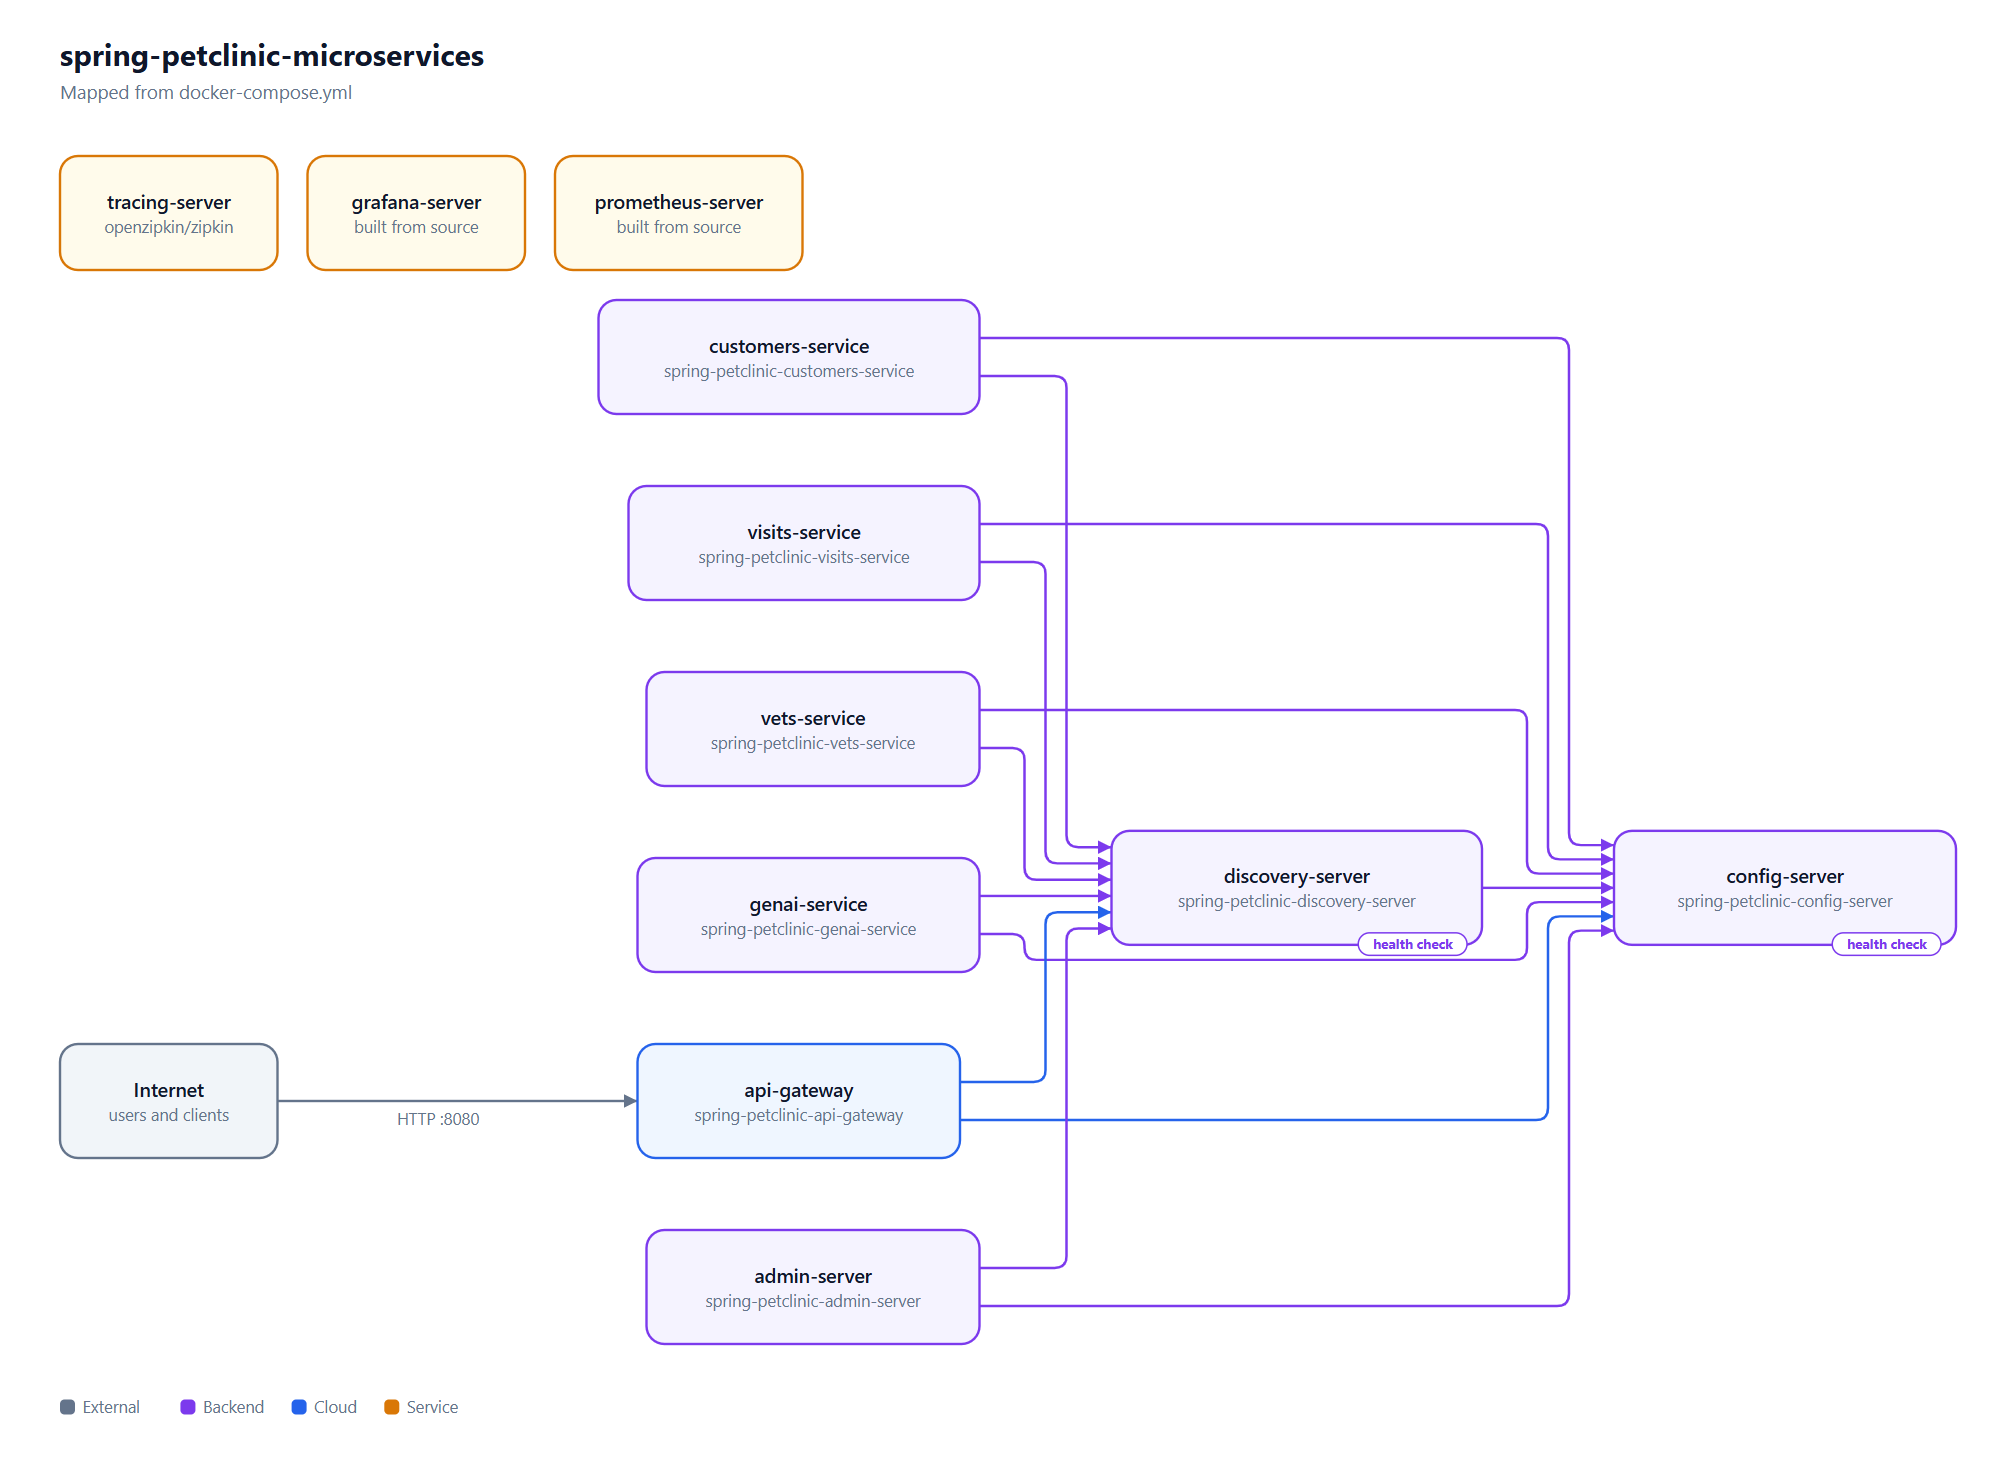 spring-petclinic-microservices
Mapped from docker-compose.yml
tracing-server
openzipkin/zipkin
grafana-server
built from source
prometheus-server
built from source
customers-service
spring-petclinic-customers-service
visits-service
spring-petclinic-visits-service
vets-service
spring-petclinic-vets-service
genai-service
spring-petclinic-genai-service
discovery-server
spring-petclinic-discovery-server
health check
config-server
spring-petclinic-config-server
health check
Internet
users and clients
HTTP :8080
api-gateway
spring-petclinic-api-gateway
admin-server
spring-petclinic-admin-server
External
Backend
Cloud
Service